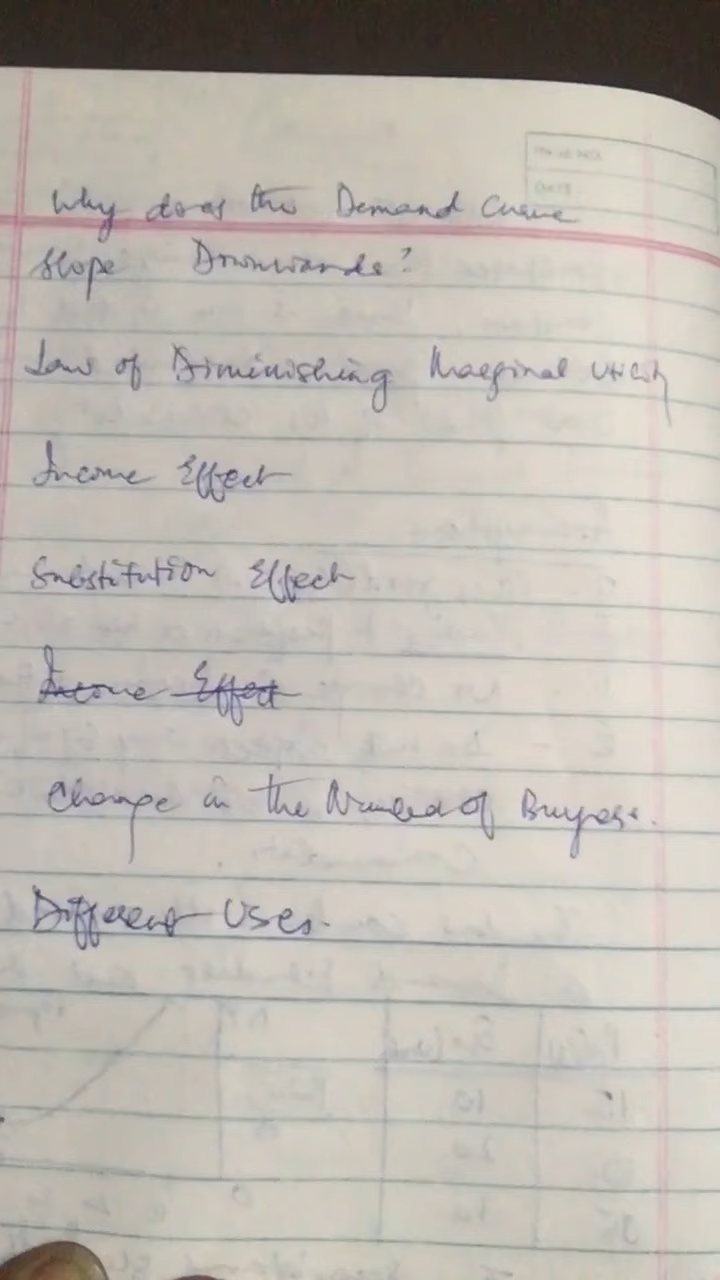 Why does the Demand Curve
Slope Downwards?
Law of Diminishing Marginal Utility
Income Effect
Substitution Effect
Income Effect
Change in the Number of Buyers.
Different Uses.